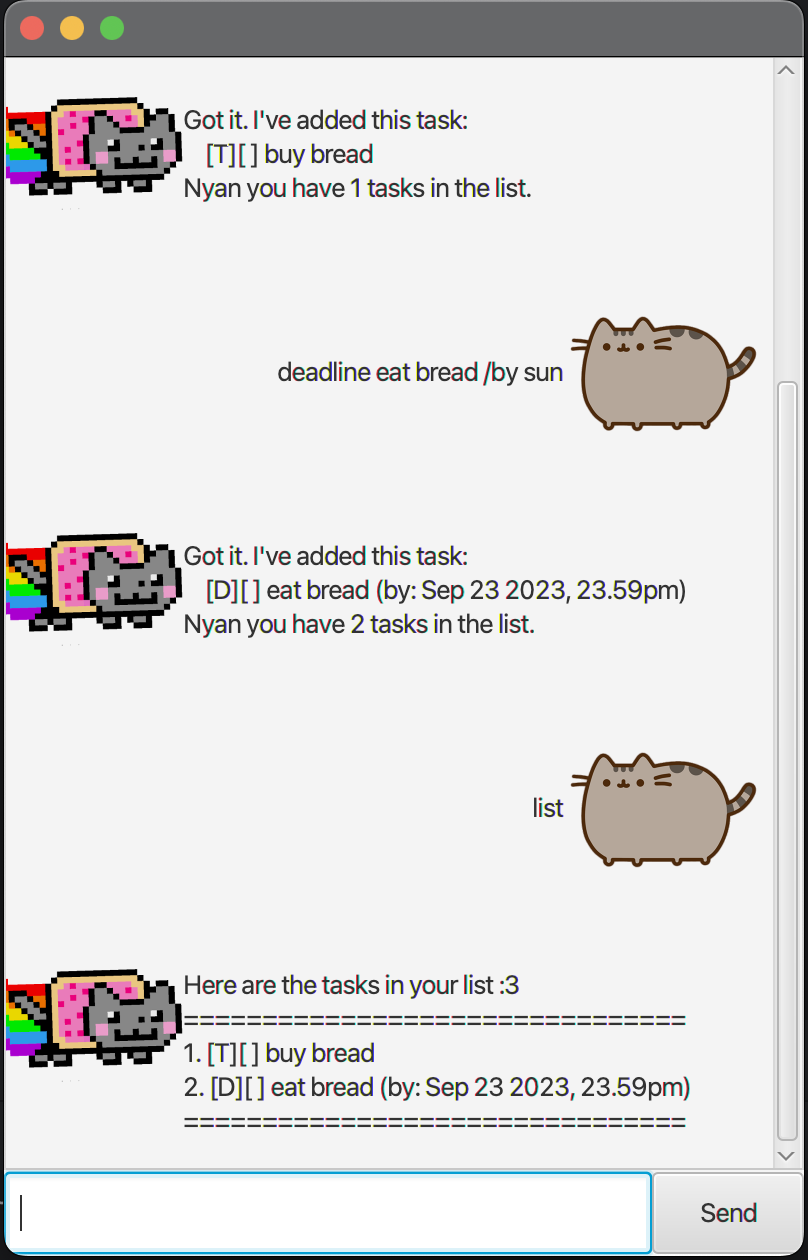 Got it. I've added this task:
[T][ ] buy bread
Nyan you have 1 tasks in the list.
deadline eat bread /by sun
Got it. I've added this task:
[D][ ] eat bread (by: Sep 23 2023, 23.59pm)
Nyan you have 2 tasks in the list.
list
Here are the tasks in your list :3
================================
1. [T][ ] buy bread
2. [D][ ] eat bread (by: Sep 23 2023, 23.59pm)
================================
Send